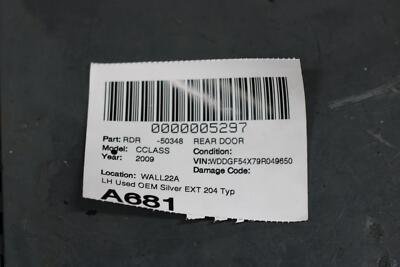 0000005297
Part: RDR -50348 REAR DOOR
Model: CCLASS Condition:
Year: 2009 VIN:WDDGF54X79R049650
Location: WALL22A Damage Code:
LH Used OEM Silver EXT 204 Typ
A681